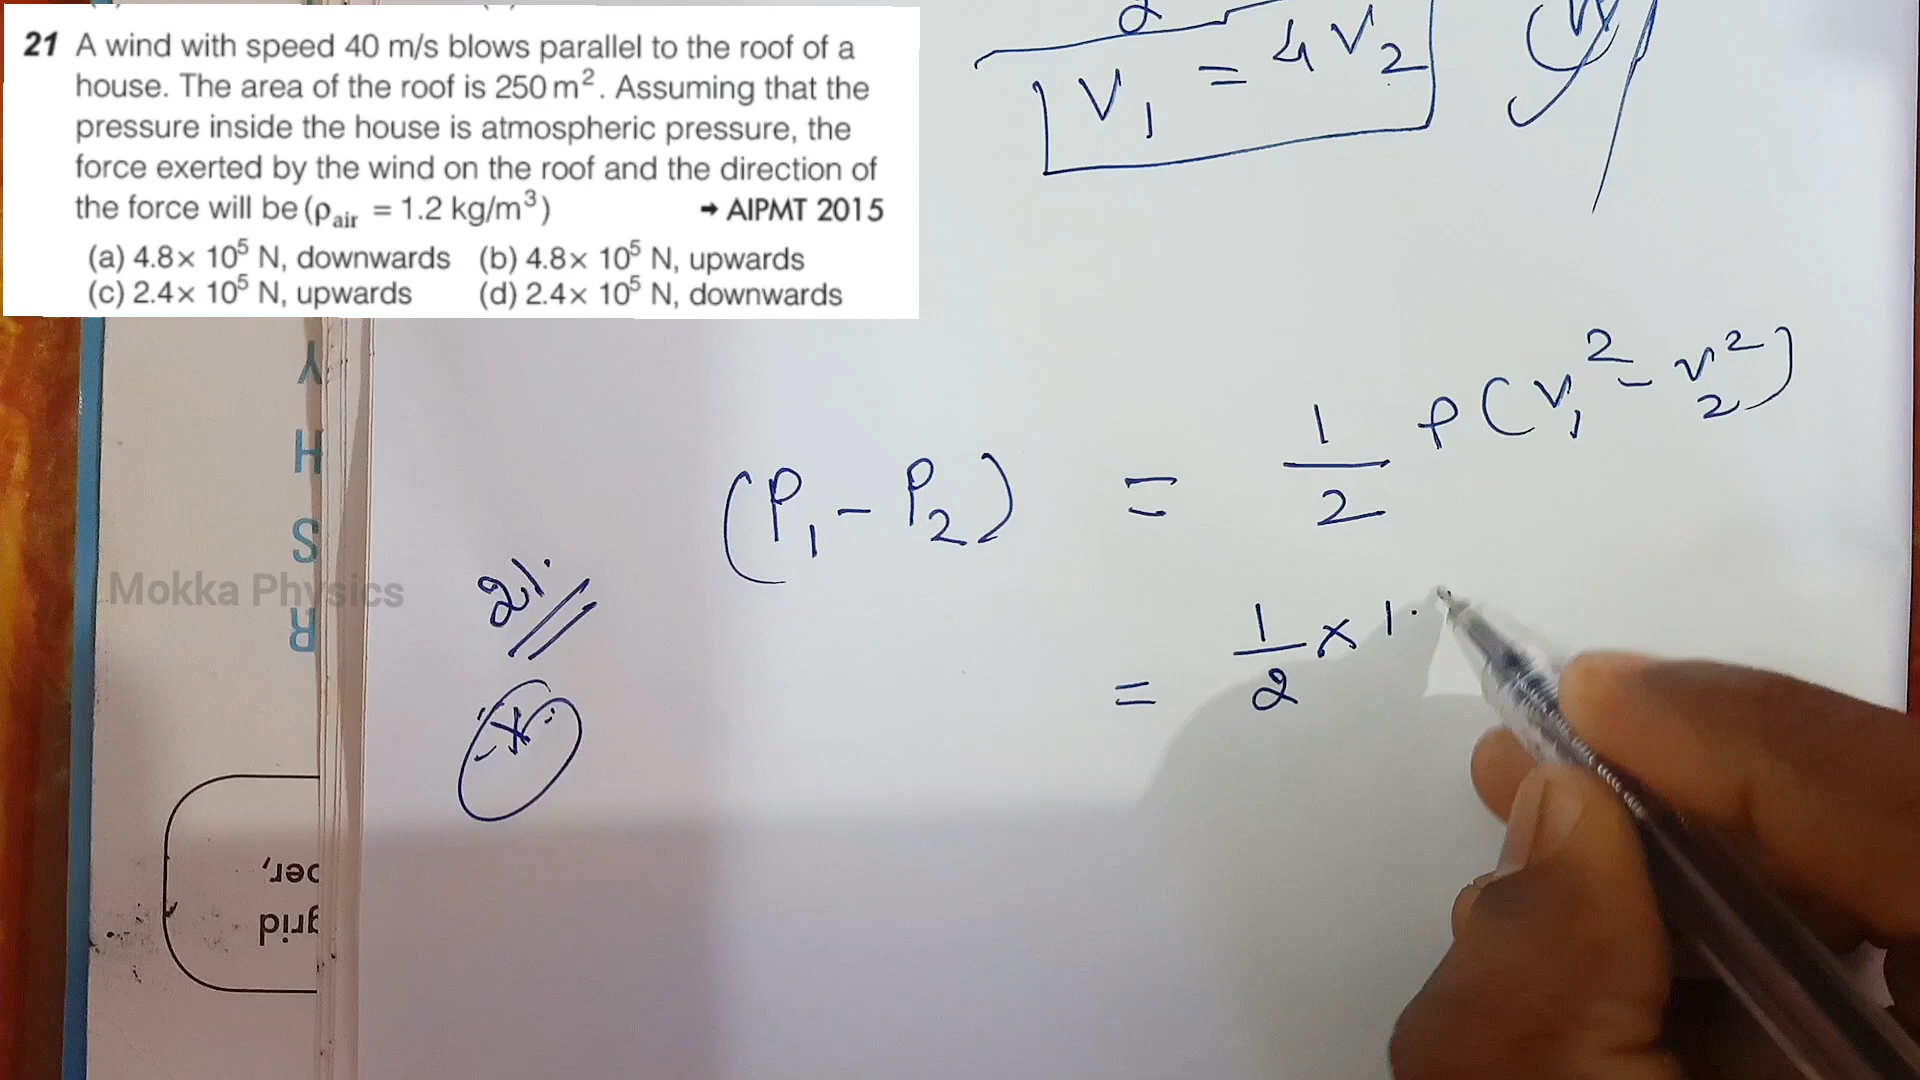 21 A wind with speed 40 m/s blows parallel to the roof of a
house. The area of the roof is 250 m². Assuming that the
pressure inside the house is atmospheric pressure, the
force exerted by the wind on the roof and the direction of
the force will be (ρair = 1.2 kg/m³) → AIPMT 2015
(a) 4.8× 10⁵ N, downwards (b) 4.8× 10⁵ N, upwards
(c) 2.4× 10⁵ N, upwards (d) 2.4× 10⁵ N, downwards
V₁ = 4V₂
21.
(P₁ - P₂) = 1/2 ρ(V₁² - V₂²)
= 1/2 × 1.
Mokka Physics
Y
H
S
R
grid